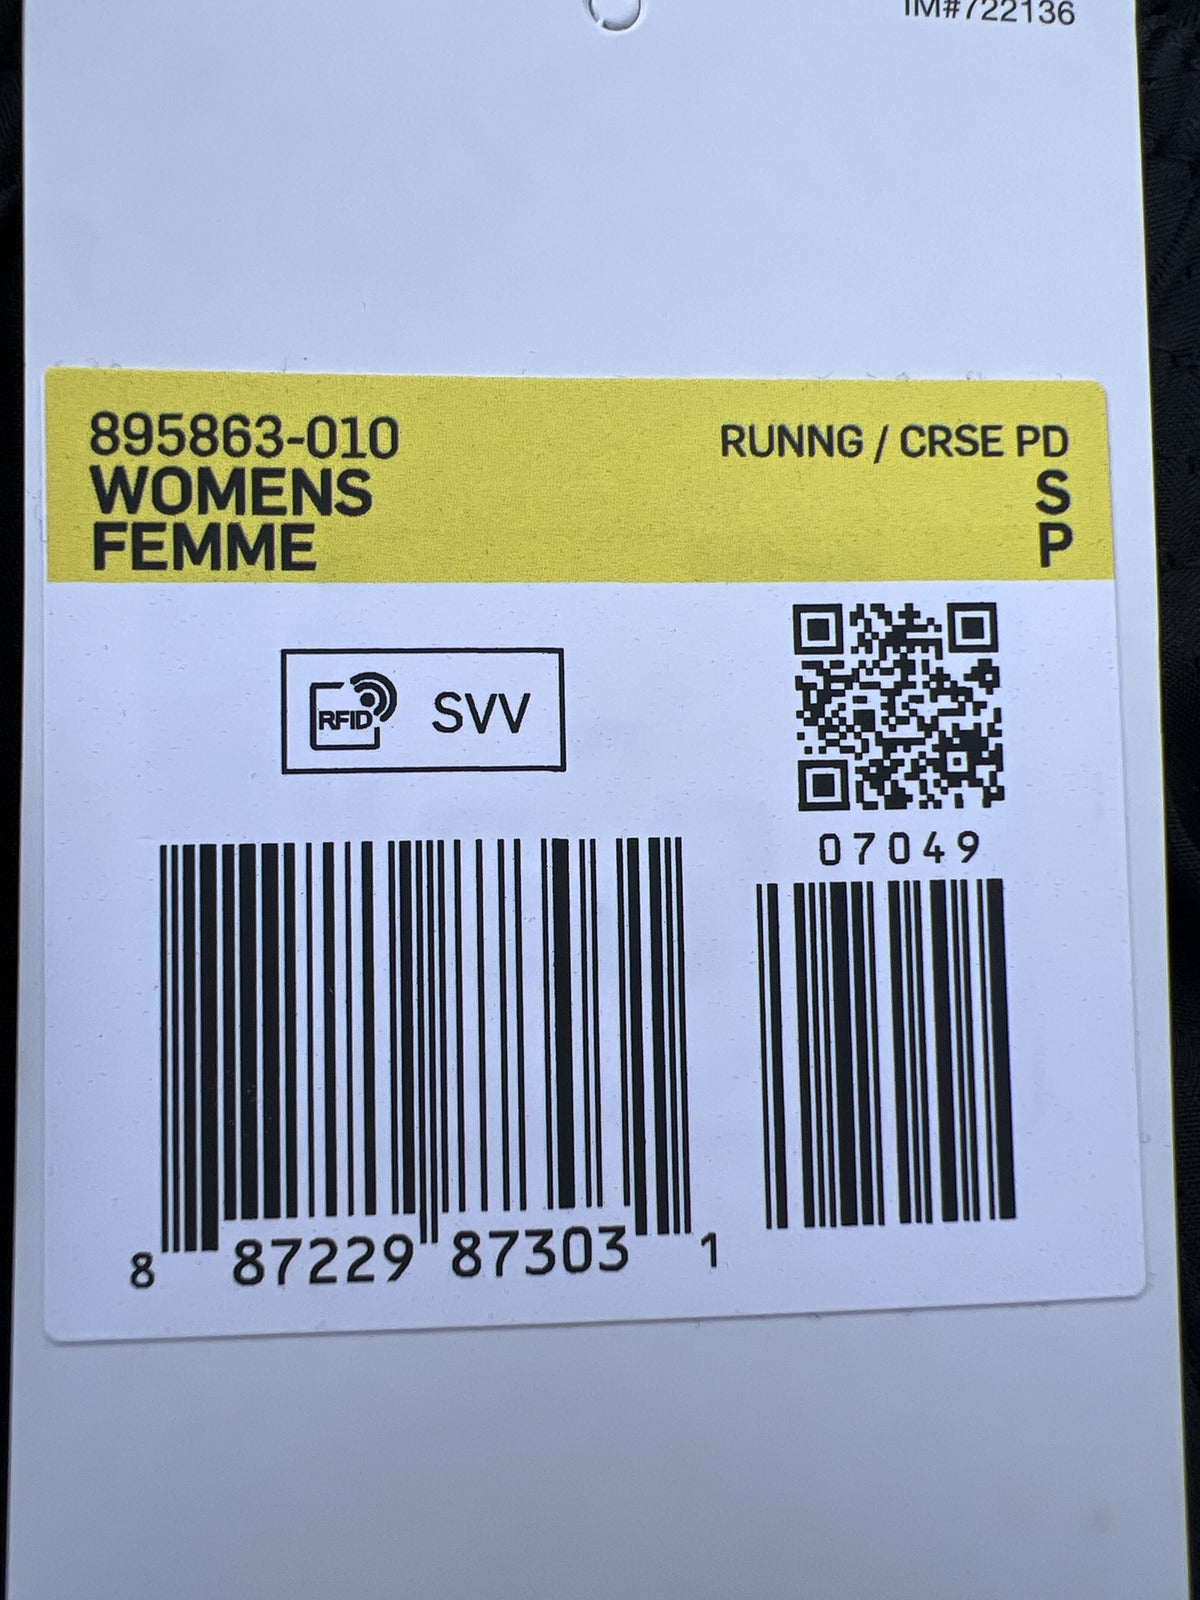 IM#722136
895863-010
RUNNG / CRSE PD
WOMENS
S
FEMME
P
RFID SVV
07049
8 87229 87303 1